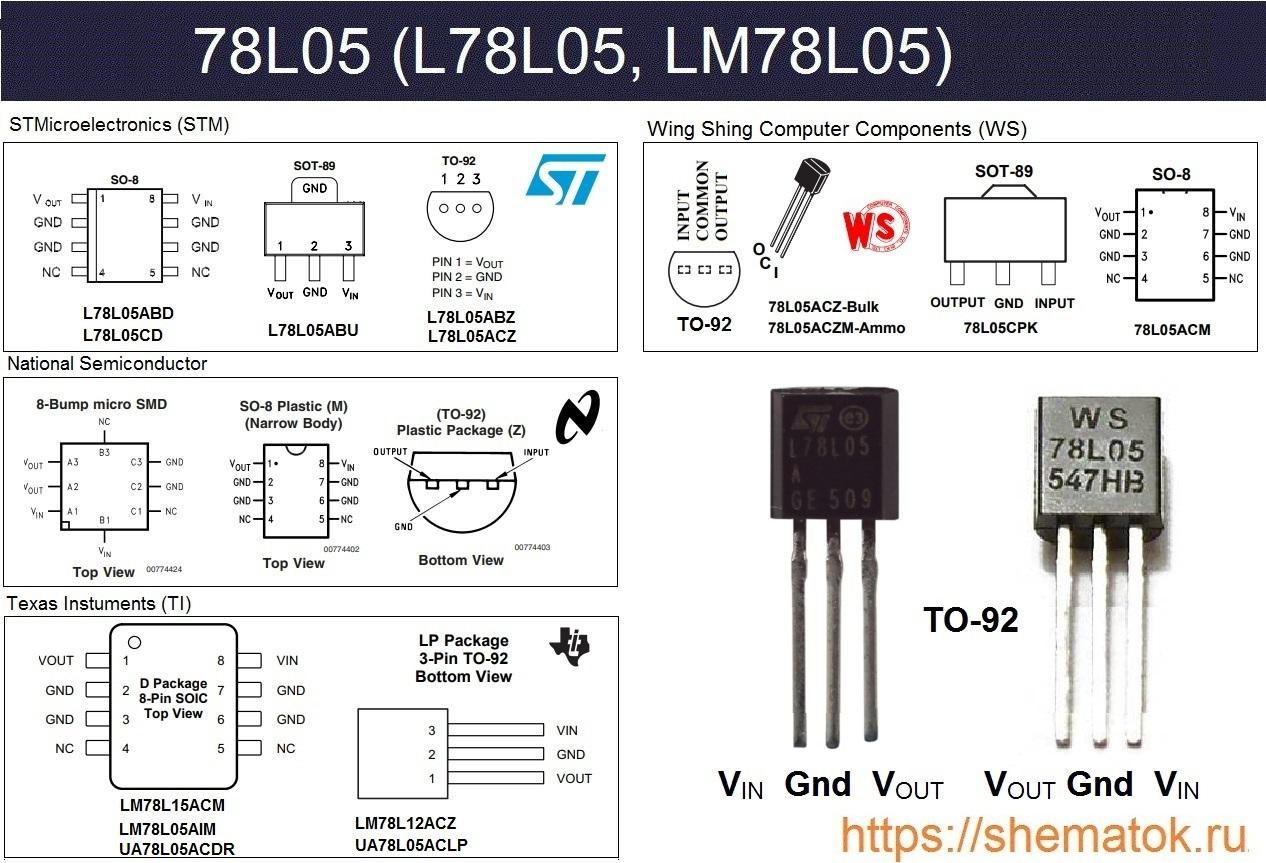 78L05 (L78L05, LM78L05)
STMicroelectronics (STM)
SO-8
V OUT 1 8 V IN
GND GND
GND GND
NC 4 5 NC
L78L05ABD
L78L05CD
SOT-89
GND
1 2 3
VOUT GND VIN
L78L05ABU
TO-92
1 2 3
PIN 1 = VOUT
PIN 2 = GND
PIN 3 = VIN
L78L05ABZ
L78L05ACZ
ST
Wing Shing Computer Components (WS)
INPUT
COMMON
OUTPUT
TO-92
O
C
I
78L05ACZ-Bulk
78L05ACZM-Ammo
WS
SOT-89
OUTPUT GND INPUT
78L05CPK
SO-8
VOUT 1 8 VIN
GND 2 7 GND
GND 3 6 GND
NC 4 5 NC
78L05ACM
National Semiconductor
8-Bump micro SMD
NC
B3
VOUT A3 C3 GND
VOUT A2 C2 GND
VIN A1 C1 NC
B1
VIN
Top View 00774424
SO-8 Plastic (M)
(Narrow Body)
VOUT 1 8 VIN
GND 2 7 GND
GND 3 6 GND
NC 4 5 NC
00774402
Top View
(TO-92)
Plastic Package (Z)
OUTPUT INPUT
GND
00774403
Bottom View
Texas Instuments (TI)
VOUT 1 8 VIN
GND 2 7 GND
GND 3 6 GND
NC 4 5 NC
D Package
8-Pin SOIC
Top View
LM78L15ACM
LM78L05AIM
UA78L05ACDR
LP Package
3-Pin TO-92
Bottom View
3 VIN
2 GND
1 VOUT
LM78L12ACZ
UA78L05ACLP
ST e3
L78L05
A
GE 509
WS
78L05
547HB
TO-92
VIN Gnd VOUT
VOUT Gnd VIN
https://shematok.ru